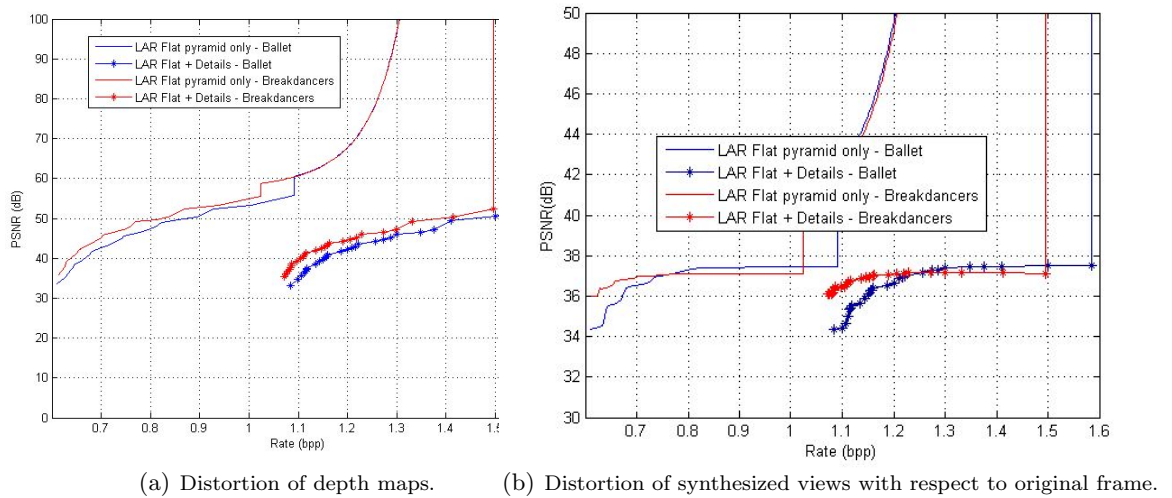 100
90
80
70
60
50
40
30
20
10
0
PSNR (dB)
LAR Flat pyramid only - Ballet
LAR Flat + Details - Ballet
LAR Flat pyramid only - Breakdancers
LAR Flat + Details - Breakdancers
0.7 0.8 0.9 1 1.1 1.2 1.3 1.4 1.5
Rate (bpp)
(a) Distortion of depth maps.
50
48
46
44
42
40
38
36
34
32
30
PSNR(dB)
LAR Flat pyramid only - Ballet
LAR Flat + Details - Ballet
LAR Flat pyramid only - Breakdancers
LAR Flat + Details - Breakdancers
0.7 0.8 0.9 1 1.1 1.2 1.3 1.4 1.5 1.6
Rate (bpp)
(b) Distortion of synthesized views with respect to original frame.